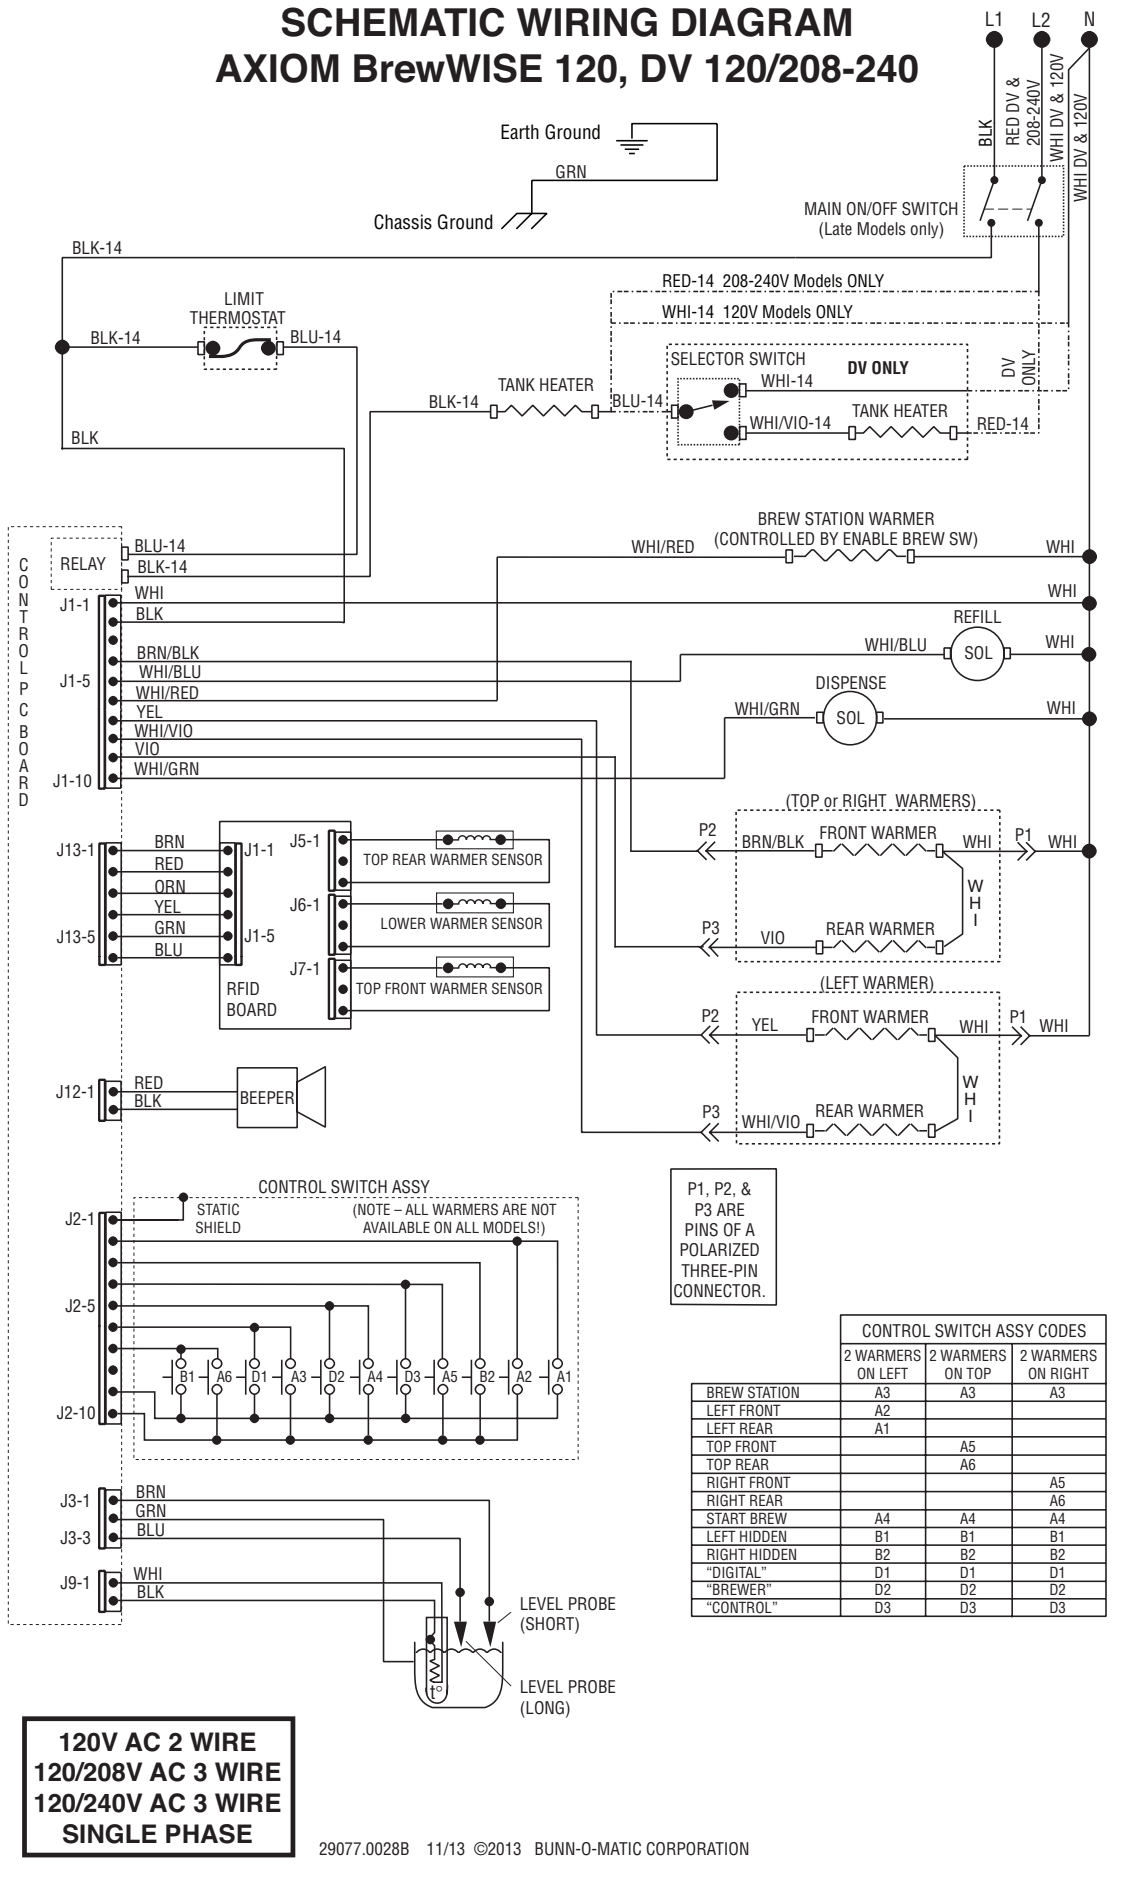 SCHEMATIC WIRING DIAGRAM
AXIOM BrewWISE 120, DV 120/208-240
L1
L2
N
BLK
RED DV &
208-240V
WHI DV & 120V
WHI DV & 120V
Earth Ground
GRN
Chassis Ground
MAIN ON/OFF SWITCH
(Late Models only)
BLK-14
RED-14 208-240V Models ONLY
WHI-14 120V Models ONLY
LIMIT
THERMOSTAT
BLK-14
BLU-14
SELECTOR SWITCH
DV ONLY
DV
ONLY
WHI-14
TANK HEATER
BLK-14
BLU-14
WHI/VIO-14
TANK HEATER
RED-14
BLK
CONTROL PC BOARD
RELAY
BLU-14
BLK-14
BREW STATION WARMER
(CONTROLLED BY ENABLE BREW SW)
WHI/RED
WHI
J1-1
WHI
WHI
BLK
REFILL
WHI/BLU
SOL
WHI
BRN/BLK
J1-5
WHI/BLU
WHI/RED
DISPENSE
WHI/GRN
SOL
WHI
YEL
WHI/VIO
VIO
J1-10
WHI/GRN
(TOP or RIGHT WARMERS)
P2
BRN/BLK
FRONT WARMER
WHI
P1
WHI
WHI
P3
VIO
REAR WARMER
J13-1
BRN
RED
ORN
YEL
J13-5
GRN
BLU
J1-1
J1-5
RFID
BOARD
J5-1
TOP REAR WARMER SENSOR
J6-1
LOWER WARMER SENSOR
J7-1
TOP FRONT WARMER SENSOR
(LEFT WARMER)
P2
YEL
FRONT WARMER
WHI
P1
WHI
WHI
P3
WHI/VIO
REAR WARMER
J12-1
RED
BLK
BEEPER
P1, P2, &
P3 ARE
PINS OF A
POLARIZED
THREE-PIN
CONNECTOR.
CONTROL SWITCH ASSY
J2-1
STATIC
SHIELD
(NOTE – ALL WARMERS ARE NOT
AVAILABLE ON ALL MODELS!)
J2-5
B1 A6 D1 A3 D2 A4 D3 A5 B2 A2 A1
J2-10
CONTROL SWITCH ASSY CODES
2 WARMERS ON LEFT 2 WARMERS ON TOP 2 WARMERS ON RIGHT
BREW STATION A3 A3 A3
LEFT FRONT A2
LEFT REAR A1
TOP FRONT A5
TOP REAR A6
RIGHT FRONT A5
RIGHT REAR A6
START BREW A4 A4 A4
LEFT HIDDEN B1 B1 B1
RIGHT HIDDEN B2 B2 B2
“DIGITAL” D1 D1 D1
“BREWER” D2 D2 D2
“CONTROL” D3 D3 D3
J3-1
BRN
GRN
J3-3
BLU
J9-1
WHI
BLK
LEVEL PROBE
(SHORT)
LEVEL PROBE
(LONG)
t°
120V AC 2 WIRE
120/208V AC 3 WIRE
120/240V AC 3 WIRE
SINGLE PHASE
29077.0028B 11/13 ©2013 BUNN-O-MATIC CORPORATION